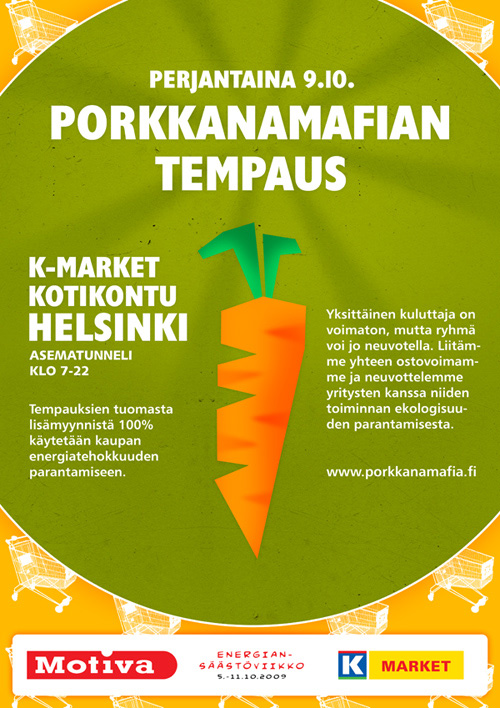 PERJANTAINA 9.10.
PORKKANAMAFIAN
TEMPAUS
K-MARKET
KOTIKONTU
HELSINKI
ASEMATUNNELI
KLO 7-22
Tempauksien tuomasta
lisämyynnistä 100%
käytetään kaupan
energiatehokkuuden
parantamiseen.
Yksittäinen kuluttaja on
voimaton, mutta ryhmä
voi jo neuvotella. Liitäm-
me yhteen ostovoimam-
me ja neuvottelemme
yritysten kanssa niiden
toiminnan ekologisuu-
den parantamisesta.
www.porkkanamafia.fi
Motiva
ENERGIAN-
SÄÄSTÖVIIKKO
5.-11.10.2009
K MARKET